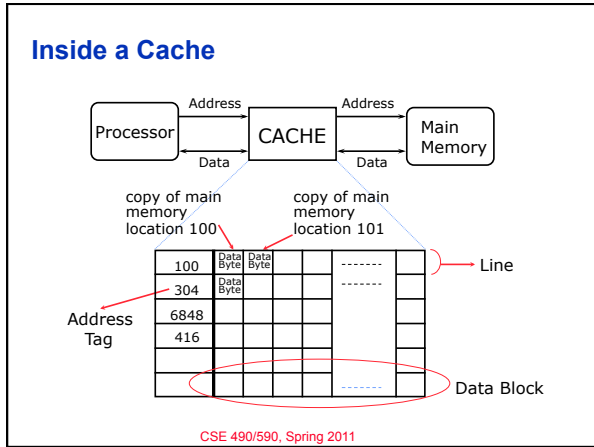 Inside a Cache
Address
Address
Processor
CACHE
Main
Memory
Data
Data
copy of main
memory
location 100
copy of main
memory
location 101
100
Data
Byte
Data
Byte
Line
304
Data
Byte
Address
Tag
6848
416
Data Block
CSE 490/590, Spring 2011